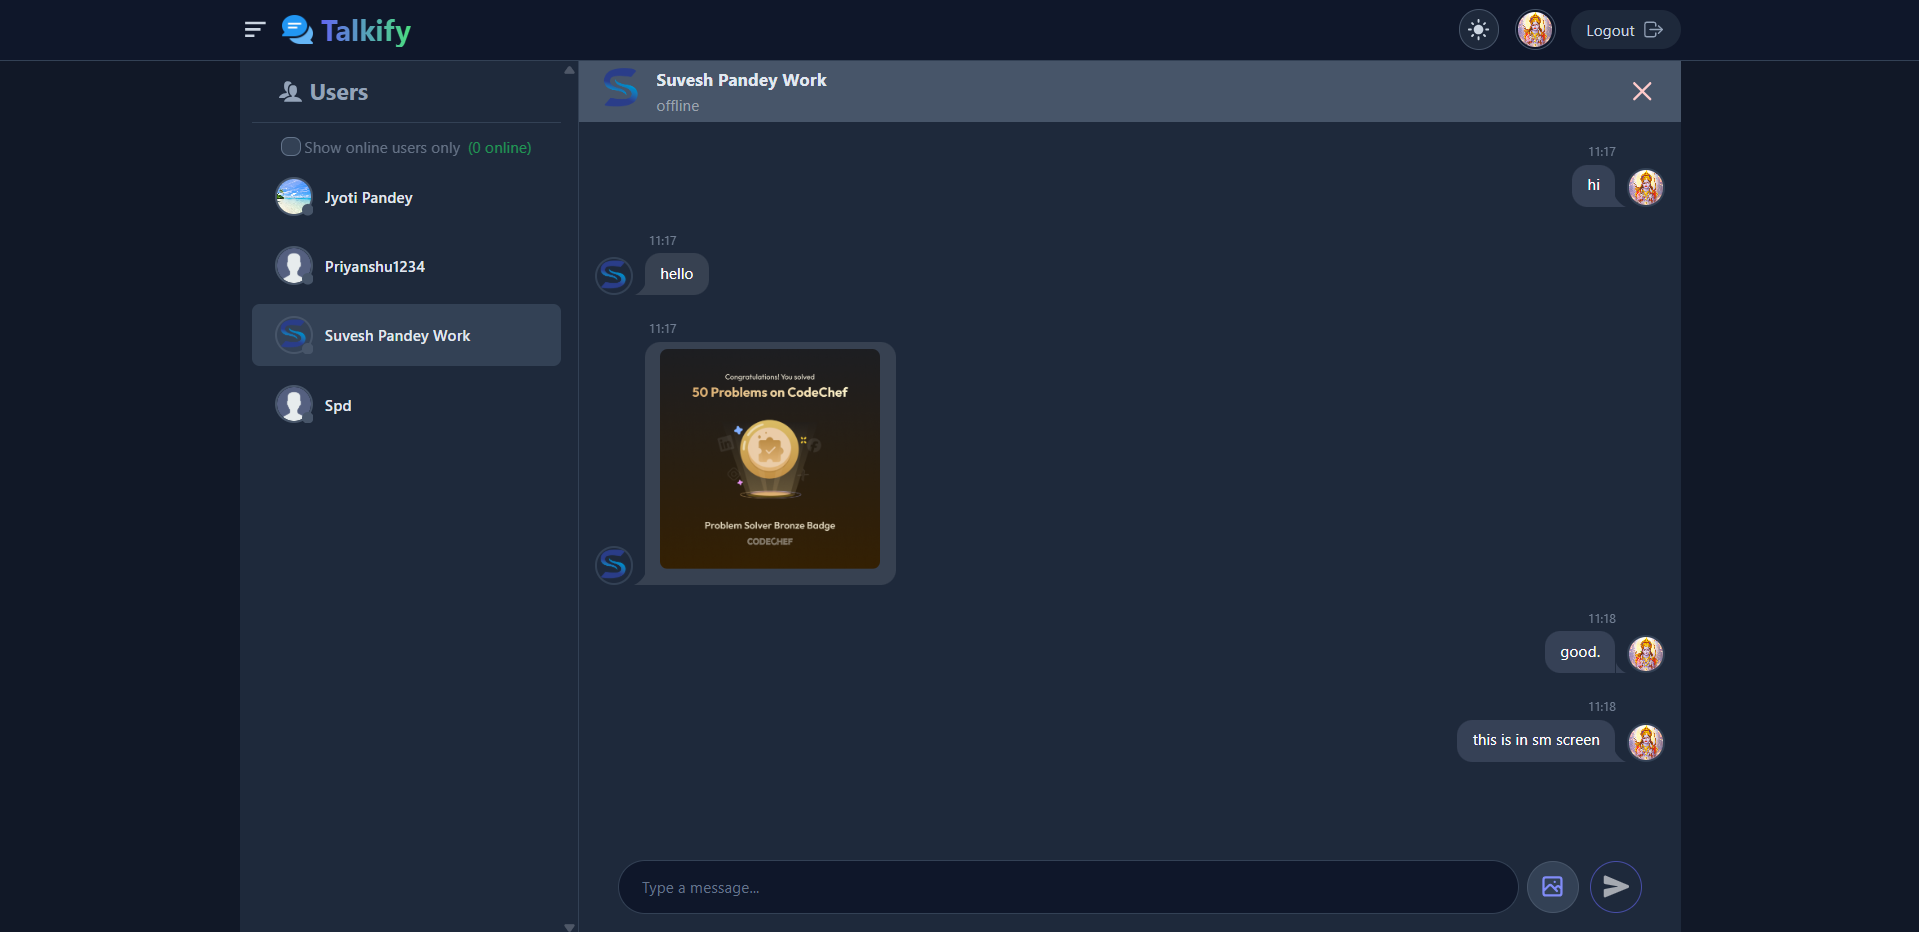 Talkify
Logout
Users
Show online users only (0 online)
Jyoti Pandey
Priyanshu1234
Suvesh Pandey Work
Spd
Suvesh Pandey Work
offline
11:17
hi
11:17
hello
11:17
Congratulations! You solved
50 Problems on CodeChef
Problem Solver Bronze Badge
CODECHEF
11:18
good.
11:18
this is in sm screen
Type a message...